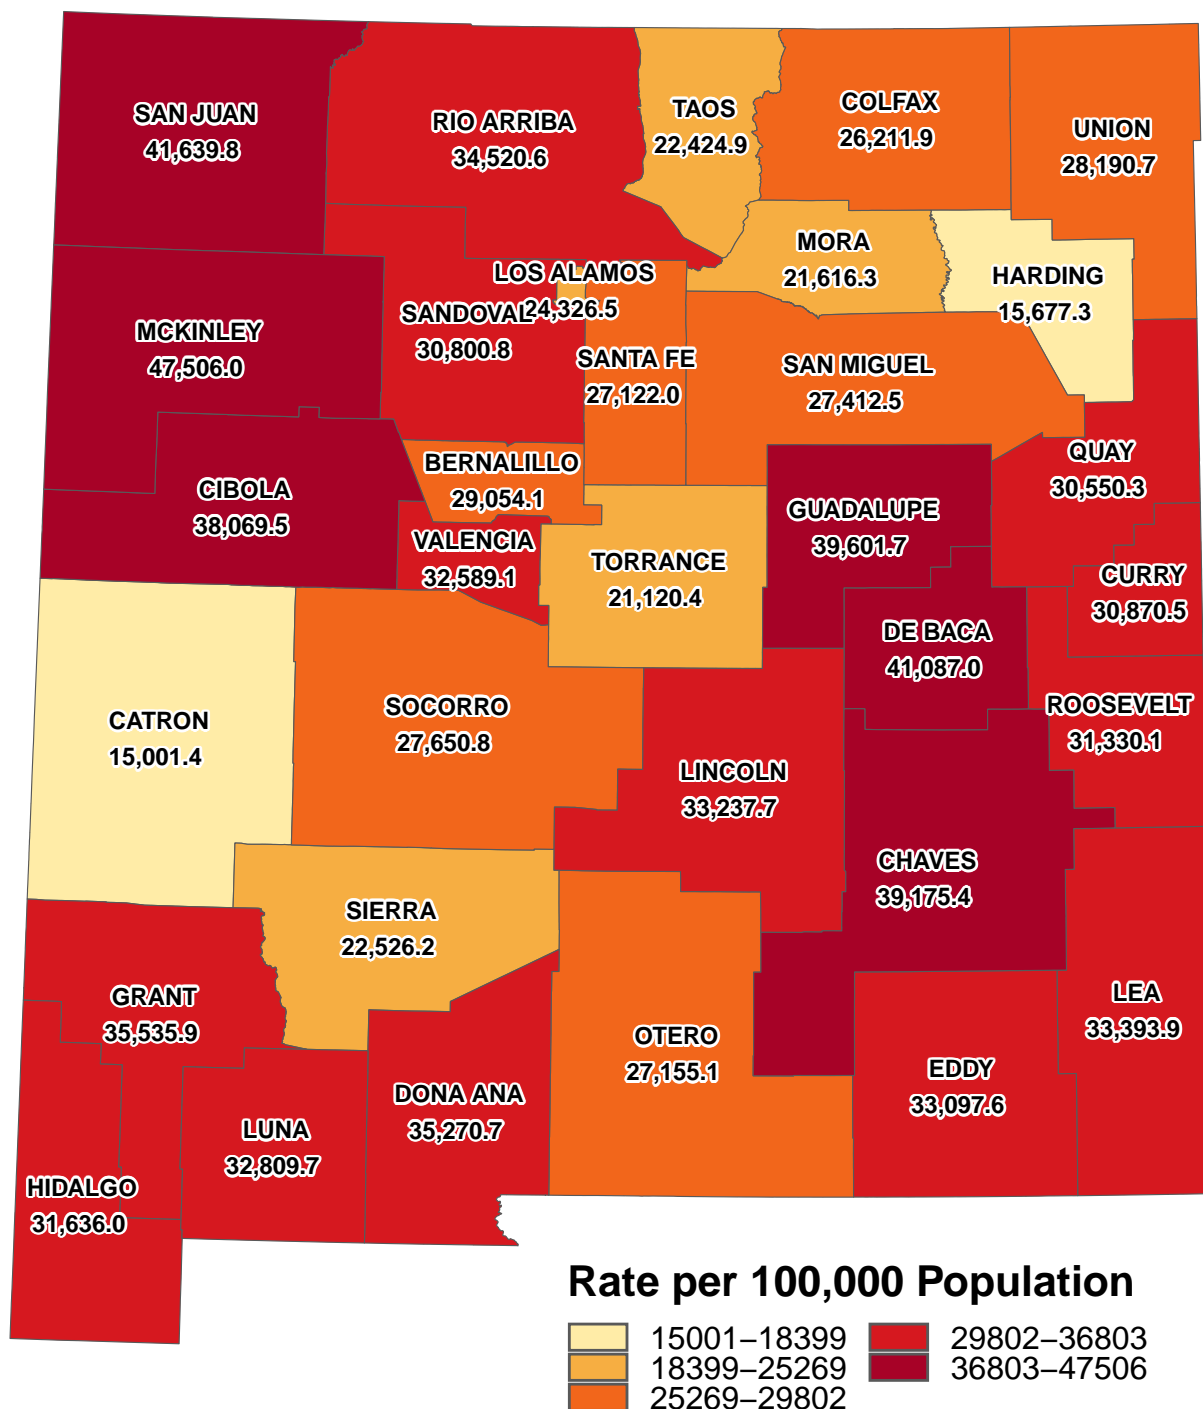 SAN JUAN
41,639.8
RIO ARRIBA
34,520.6
TAOS
22,424.9
COLFAX
26,211.9
UNION
28,190.7
MORA
21,616.3
HARDING
15,677.3
LOS ALAMOS
24,326.5
SANDOVAL
30,800.8
MCKINLEY
47,506.0
SANTA FE
27,122.0
SAN MIGUEL
27,412.5
QUAY
30,550.3
BERNALILLO
29,054.1
CIBOLA
38,069.5
GUADALUPE
39,601.7
VALENCIA
32,589.1
TORRANCE
21,120.4
CURRY
30,870.5
DE BACA
41,087.0
ROOSEVELT
31,330.1
CATRON
15,001.4
SOCORRO
27,650.8
LINCOLN
33,237.7
CHAVES
39,175.4
SIERRA
22,526.2
GRANT
35,535.9
LEA
33,393.9
OTERO
27,155.1
EDDY
33,097.6
DONA ANA
35,270.7
LUNA
32,809.7
HIDALGO
31,636.0
Rate per 100,000 Population
15001–18399
18399–25269
25269–29802
29802–36803
36803–47506